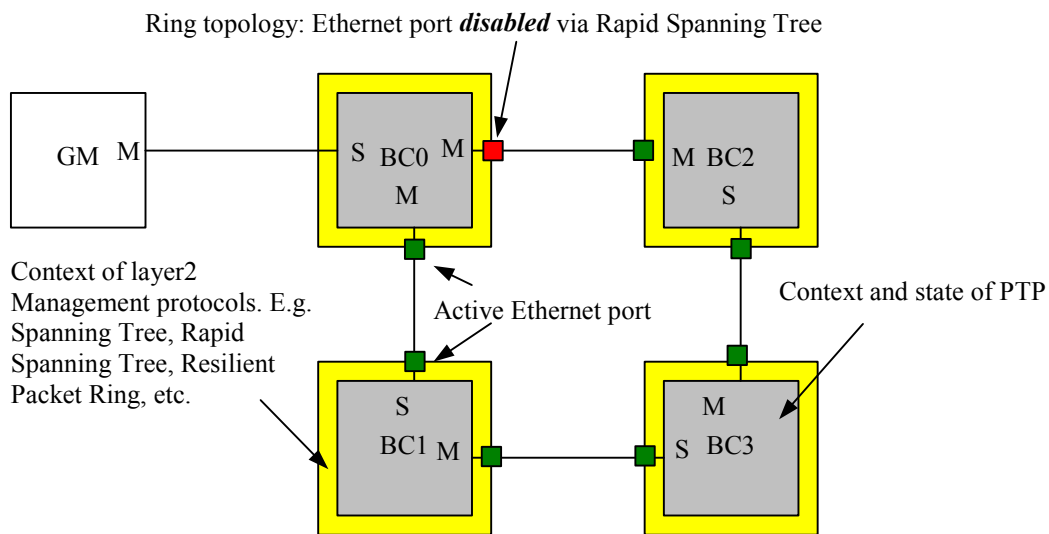 Ring topology: Ethernet port disabled via Rapid Spanning Tree
GM M
S BC0 M
M
M BC2
S
Context of layer2
Management protocols. E.g.
Spanning Tree, Rapid
Spanning Tree, Resilient
Packet Ring, etc.
Active Ethernet port
Context and state of PTP
S
BC1 M
M
S BC3